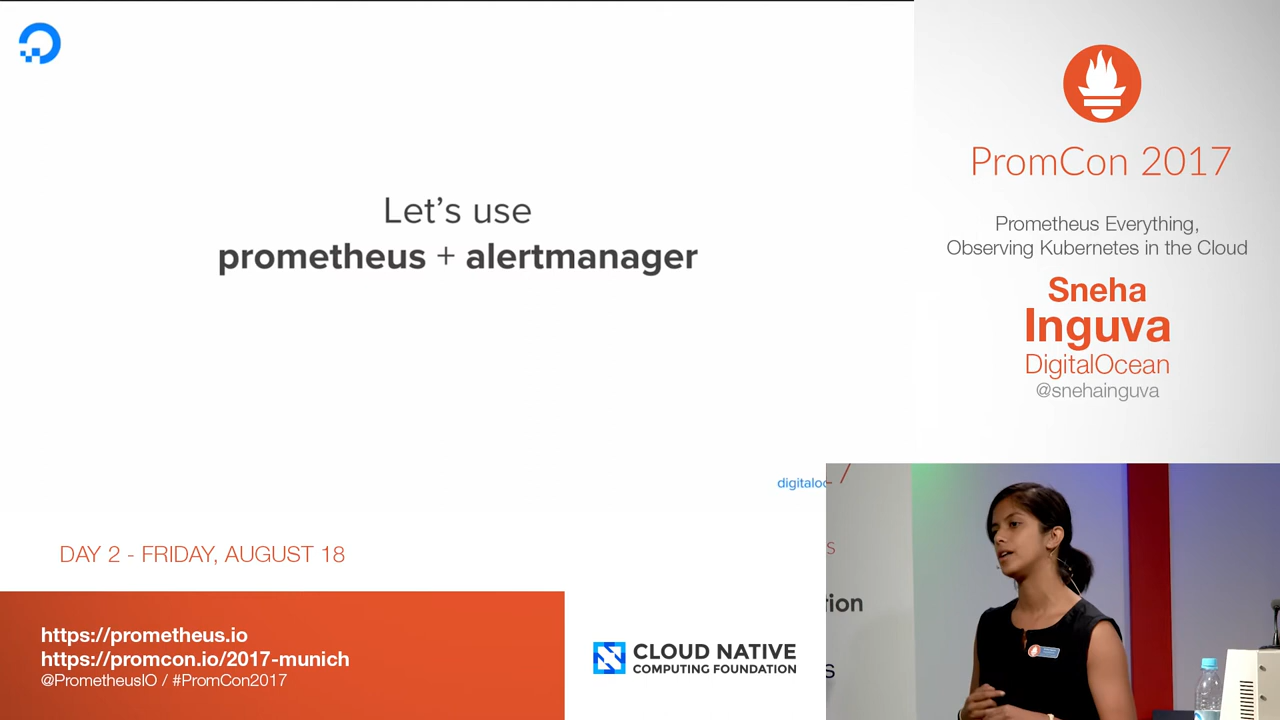 Let's use
prometheus + alertmanager
PromCon 2017
Prometheus Everything,
Observing Kubernetes in the Cloud
Sneha
Inguva
DigitalOcean
@snehainguva
DAY 2 - FRIDAY, AUGUST 18
https://prometheus.io
https://promcon.io/2017-munich
@PrometheusIO / #PromCon2017
CLOUD NATIVE
COMPUTING FOUNDATION